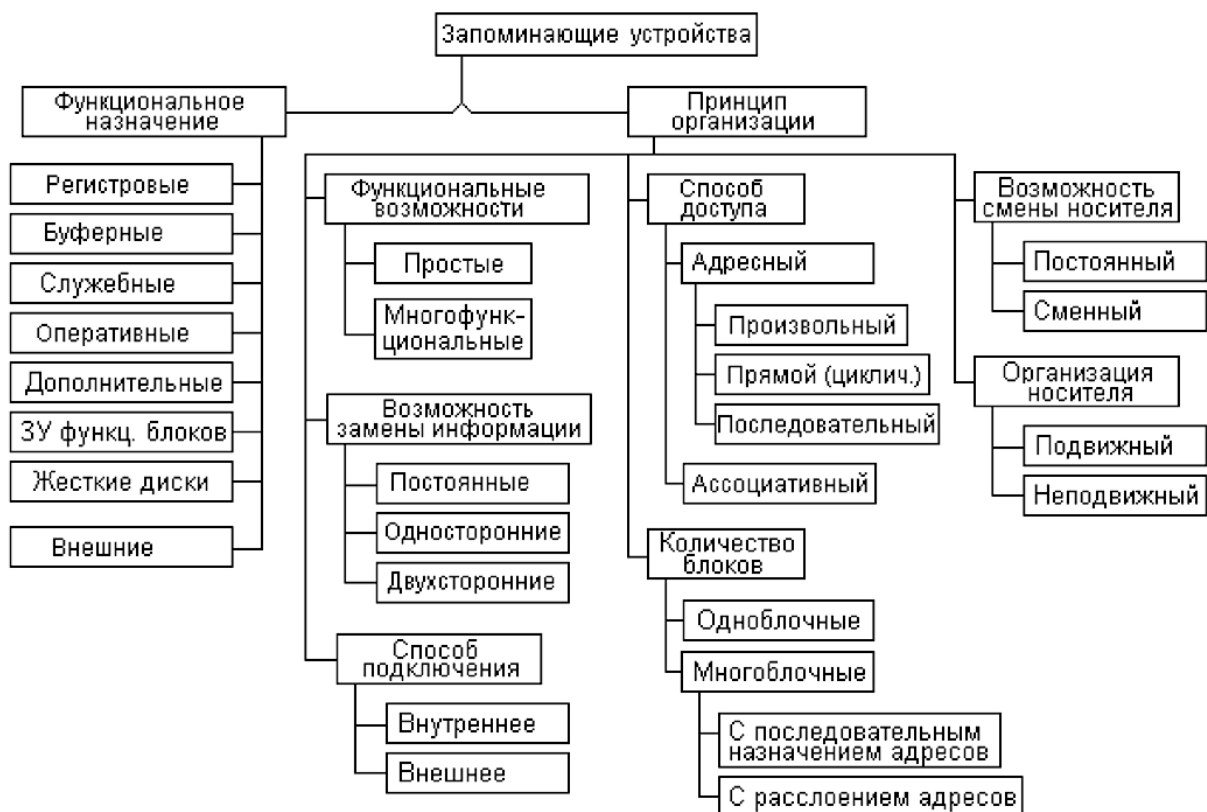 Запоминающие устройства
Функциональное
назначение
Регистровые
Буферные
Служебные
Оперативные
Дополнительные
ЗУ функц. блоков
Жесткие диски
Внешние
Принцип
организации
Функциональные
возможности
Простые
Многофунк-
циональные
Возможность
замены информации
Постоянные
Односторонние
Двухсторонние
Способ
подключения
Внутреннее
Внешнее
Способ
доступа
Адресный
Произвольный
Прямой (циклич.)
Последовательный
Ассоциативный
Количество
блоков
Одноблочные
Многоблочные
С последовательным
назначением адресов
С расслоением адресов
Возможность
смены носителя
Постоянный
Сменный
Организация
носителя
Подвижный
Неподвижный